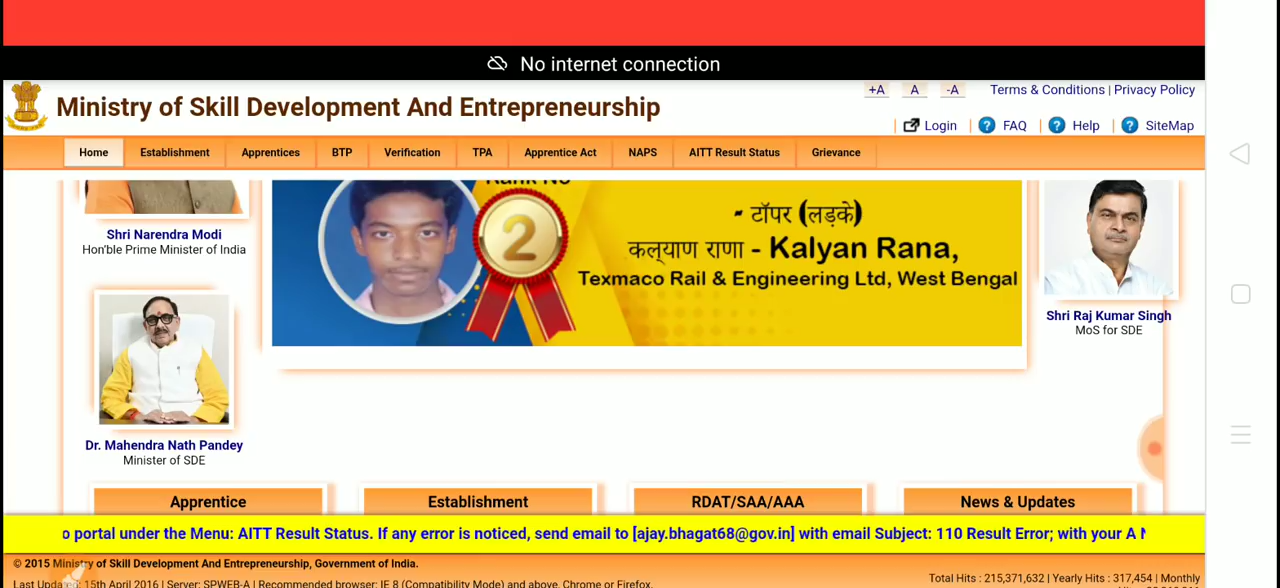 No internet connection
Ministry of Skill Development And Entrepreneurship
+A A -A Terms & Conditions | Privacy Policy
| Login | FAQ | Help | SiteMap
Home Establishment Apprentices BTP Verification TPA Apprentice Act NAPS AITT Result Status Grievance
Rank No
2
- टॉपर (लड़के)
कल्याण राणा - Kalyan Rana,
Texmaco Rail & Engineering Ltd, West Bengal
Shri Narendra Modi
Hon'ble Prime Minister of India
Shri Raj Kumar Singh
MoS for SDE
Dr. Mahendra Nath Pandey
Minister of SDE
Apprentice Establishment RDAT/SAA/AAA News & Updates
o portal under the Menu: AITT Result Status. If any error is noticed, send email to [ajay.bhagat68@gov.in] with email Subject: 110 Result Error; with your A
© 2015 Ministry of Skill Development And Entrepreneurship, Government of India.
Last Updated: 15th April 2016 | Server: SPWEB-A | Recommended browser: IE 8 (Compatibility Mode) and above, Chrome or Firefox.
Total Hits : 215,371,632 | Yearly Hits : 317,454 | Monthly